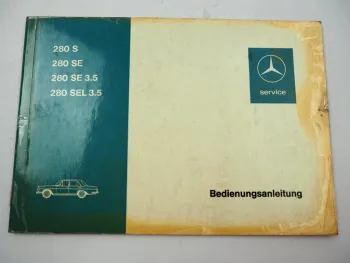 280 S
280 SE
280 SE 3.5
280 SEL 3.5
service
Bedienungsanleitung